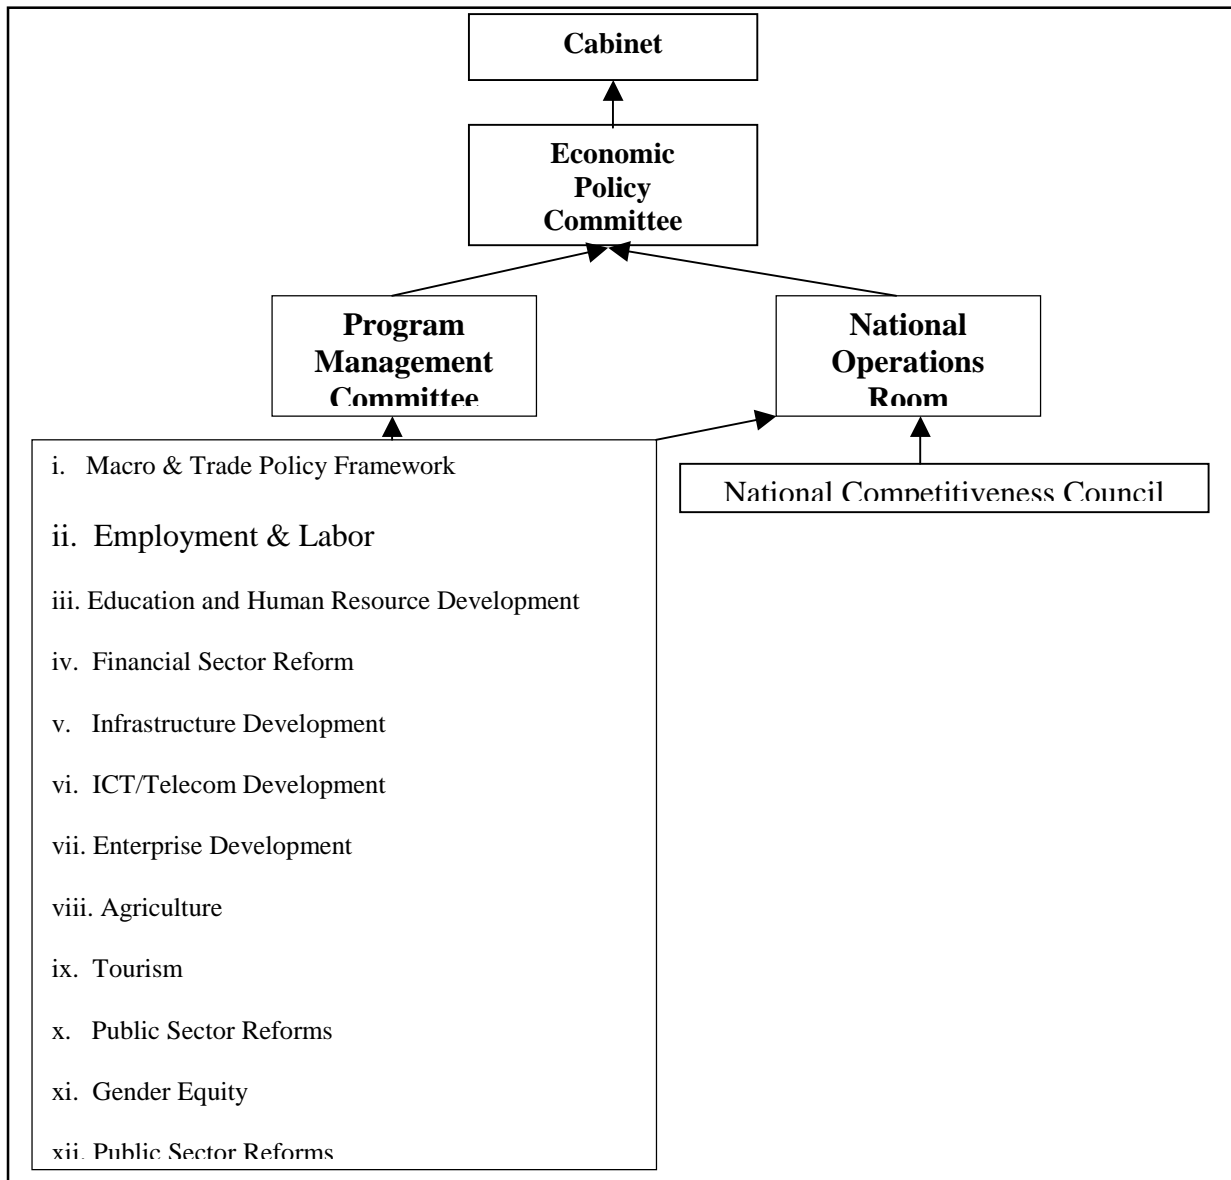 Cabinet
Economic
Policy
Committee
Program
Management
Committee
National
Operations
Room
i. Macro & Trade Policy Framework
ii. Employment & Labor
iii. Education and Human Resource Development
iv. Financial Sector Reform
v. Infrastructure Development
vi. ICT/Telecom Development
vii. Enterprise Development
viii. Agriculture
ix. Tourism
x. Public Sector Reforms
xi. Gender Equity
xii. Public Sector Reforms
National Competitiveness Council